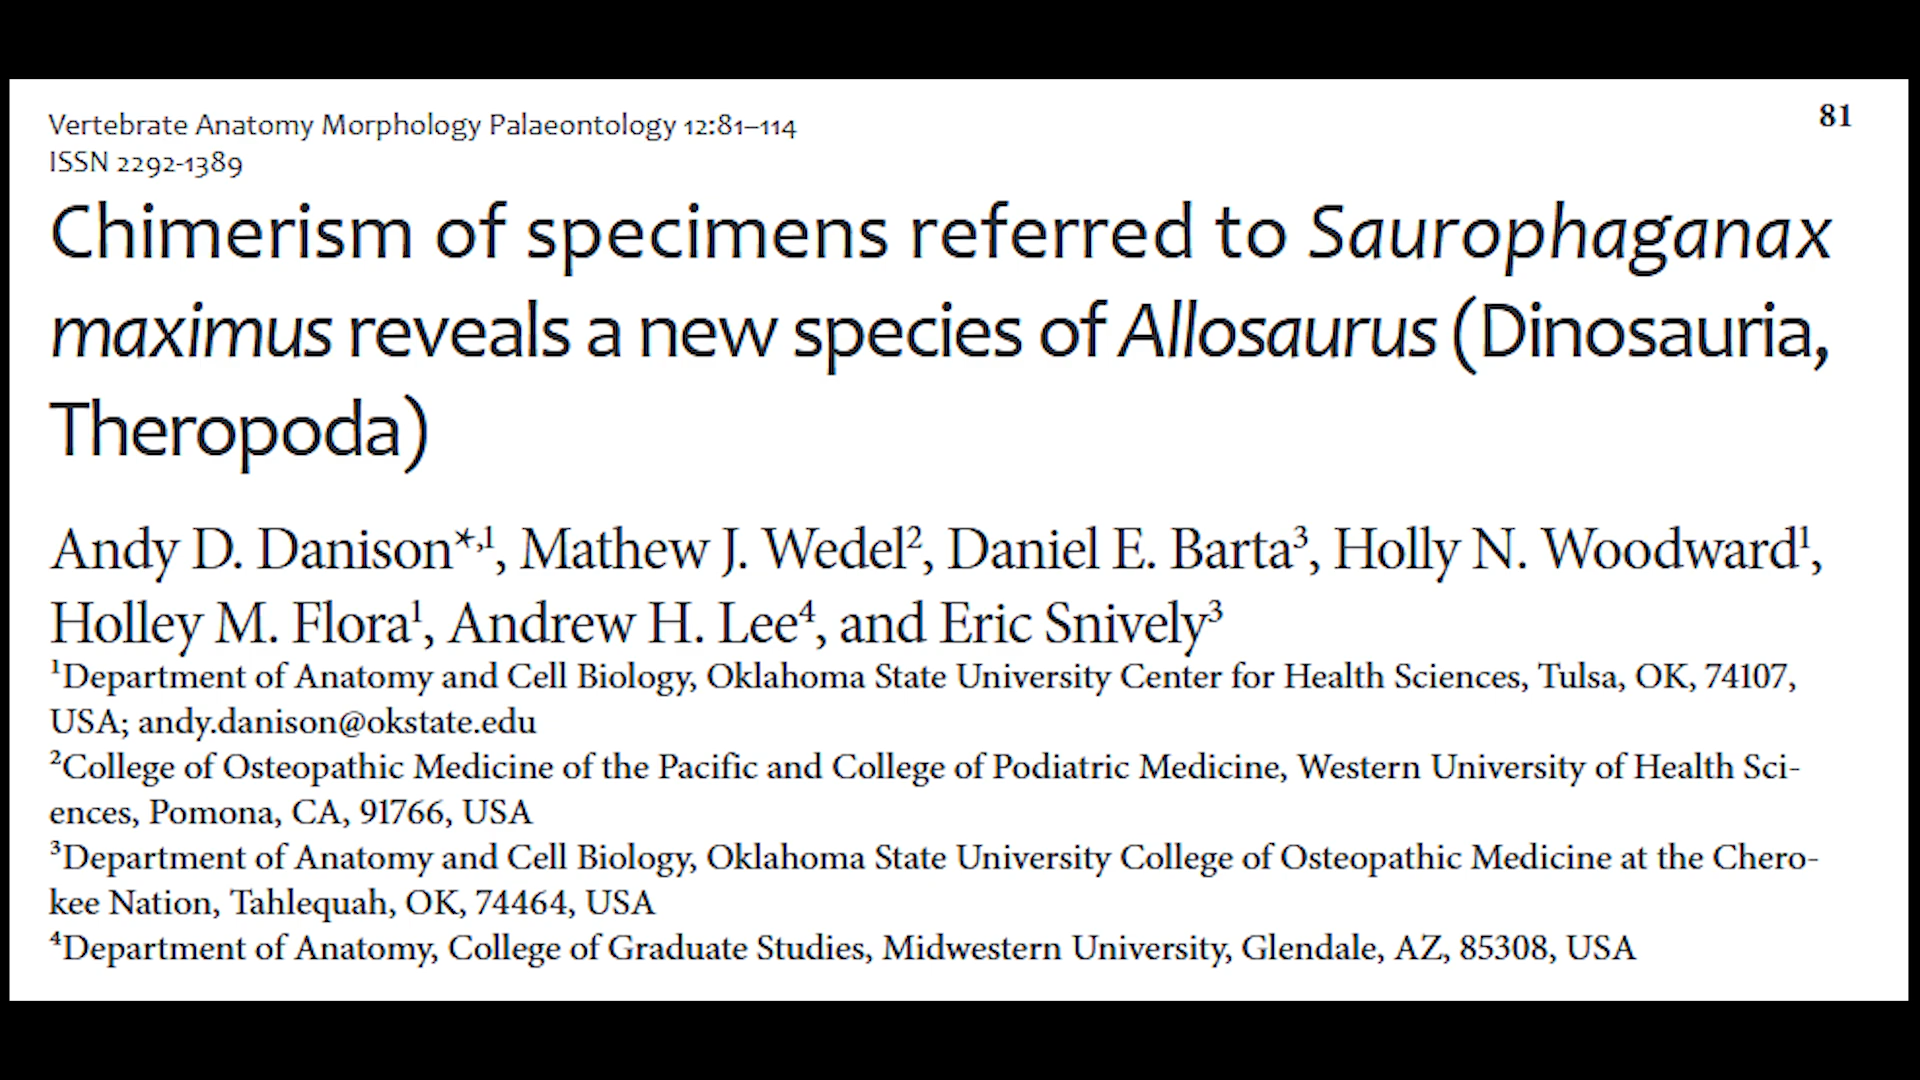 Vertebrate Anatomy Morphology Palaeontology 12:81–114
81
ISSN 2292-1389
Chimerism of specimens referred to Saurophaganax
maximus reveals a new species of Allosaurus (Dinosauria,
Theropoda)
Andy D. Danison*,1, Mathew J. Wedel2, Daniel E. Barta3, Holly N. Woodward1,
Holley M. Flora1, Andrew H. Lee4, and Eric Snively3
1Department of Anatomy and Cell Biology, Oklahoma State University Center for Health Sciences, Tulsa, OK, 74107,
USA; andy.danison@okstate.edu
2College of Osteopathic Medicine of the Pacific and College of Podiatric Medicine, Western University of Health Sci-
ences, Pomona, CA, 91766, USA
3Department of Anatomy and Cell Biology, Oklahoma State University College of Osteopathic Medicine at the Chero-
kee Nation, Tahlequah, OK, 74464, USA
4Department of Anatomy, College of Graduate Studies, Midwestern University, Glendale, AZ, 85308, USA